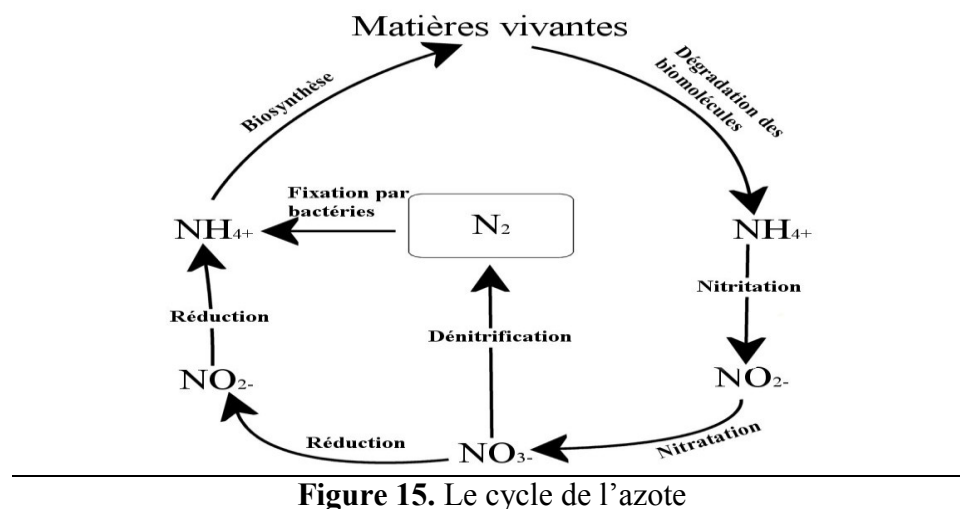 Matières vivantes
Biosynthèse
Dégradation des
biomolécules
Fixation par
bactéries
NH4+
N2
NH4+
Réduction
Dénitrification
Nitritation
NO2-
NO2-
Réduction
NO3-
Nitratation
Figure 15. Le cycle de l'azote